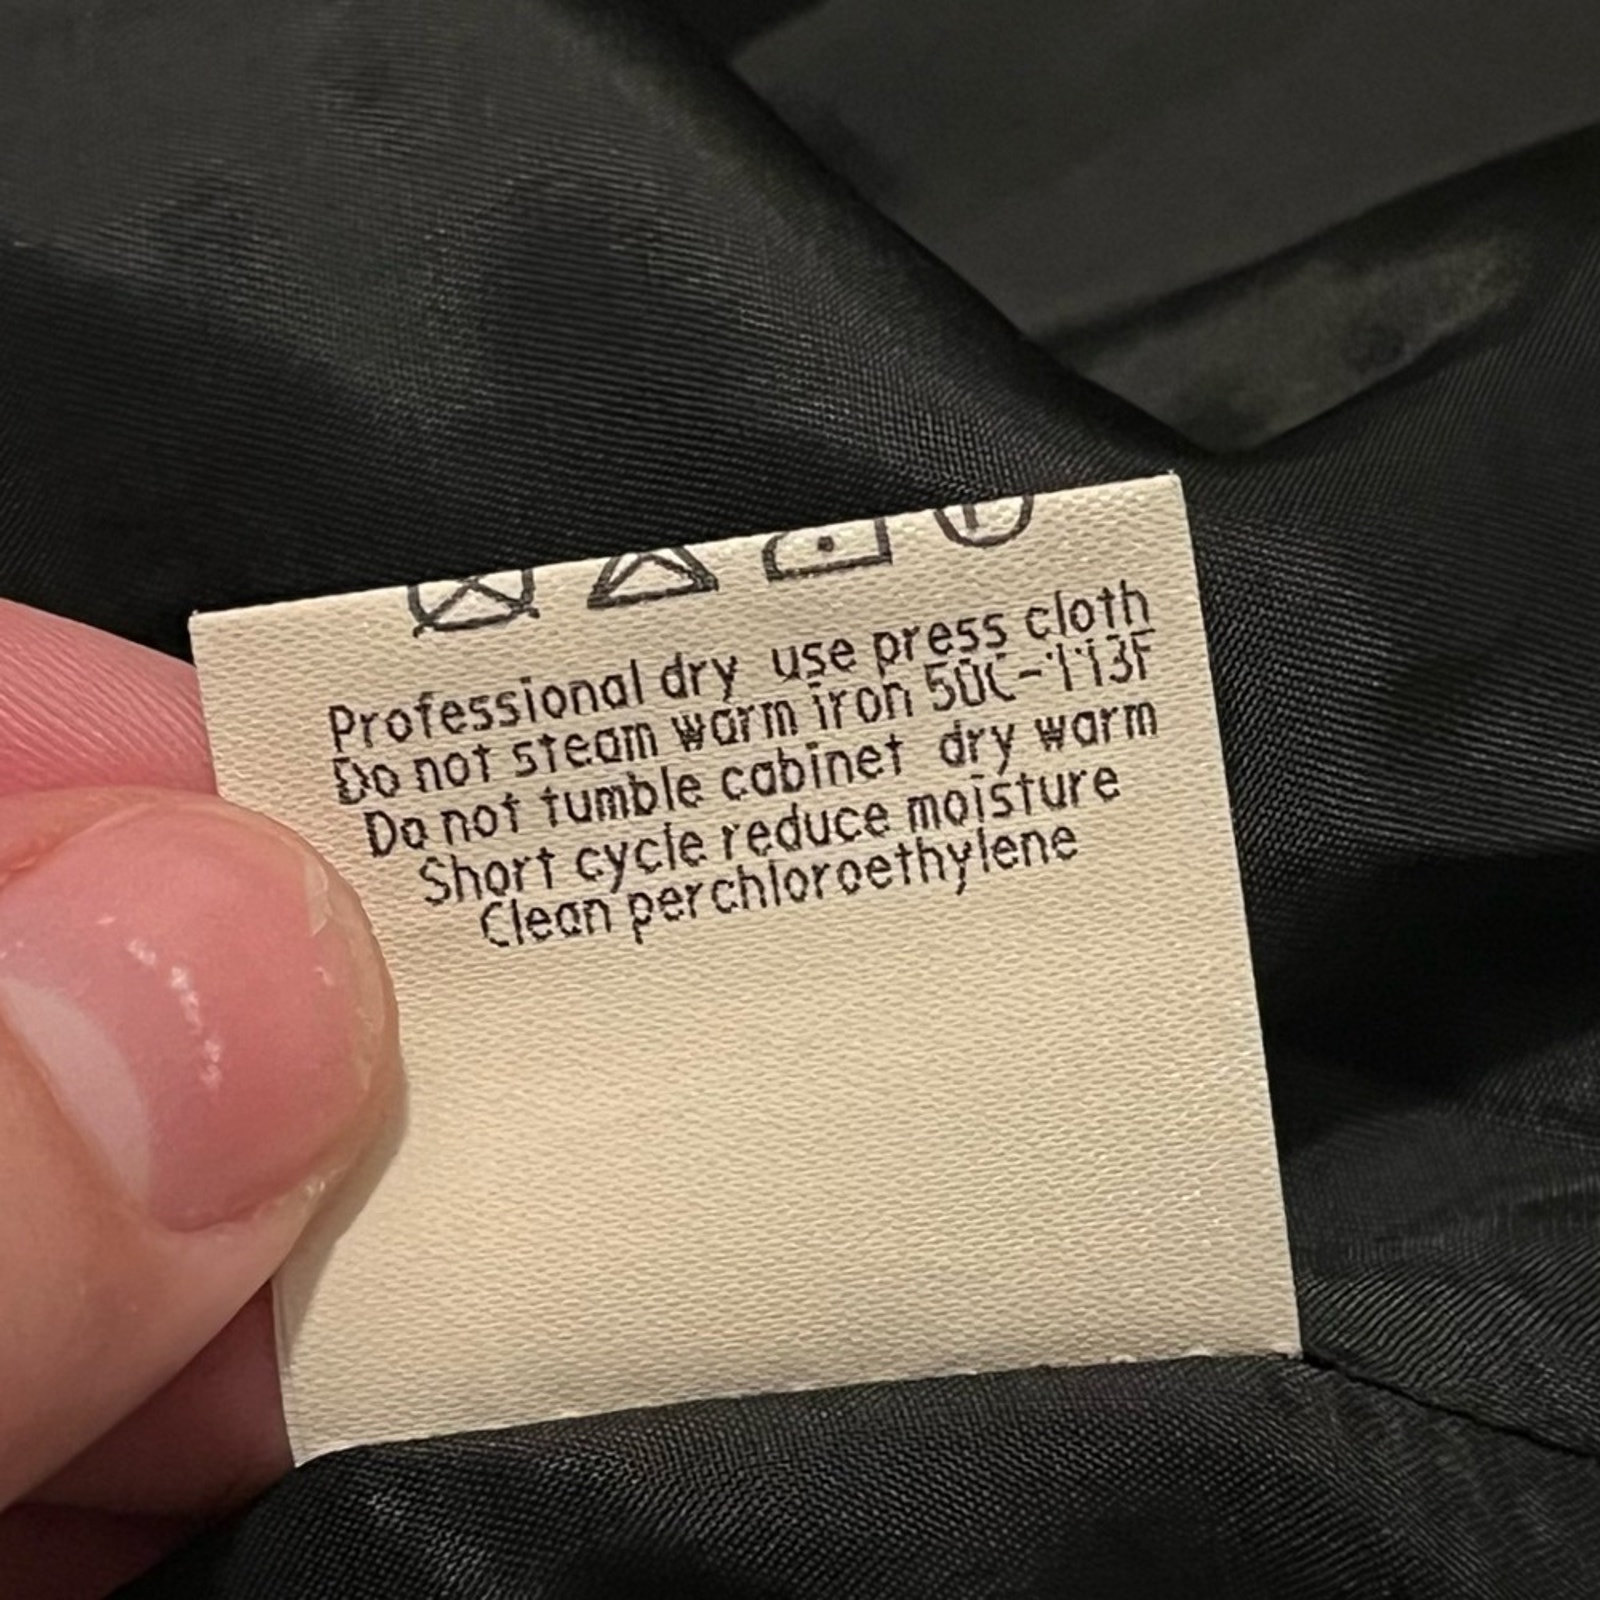 Professional dry use press cloth
Do not steam warm iron 50C-113F
Do not tumble cabinet dry warm
Short cycle reduce moisture
Clean perchloroethylene